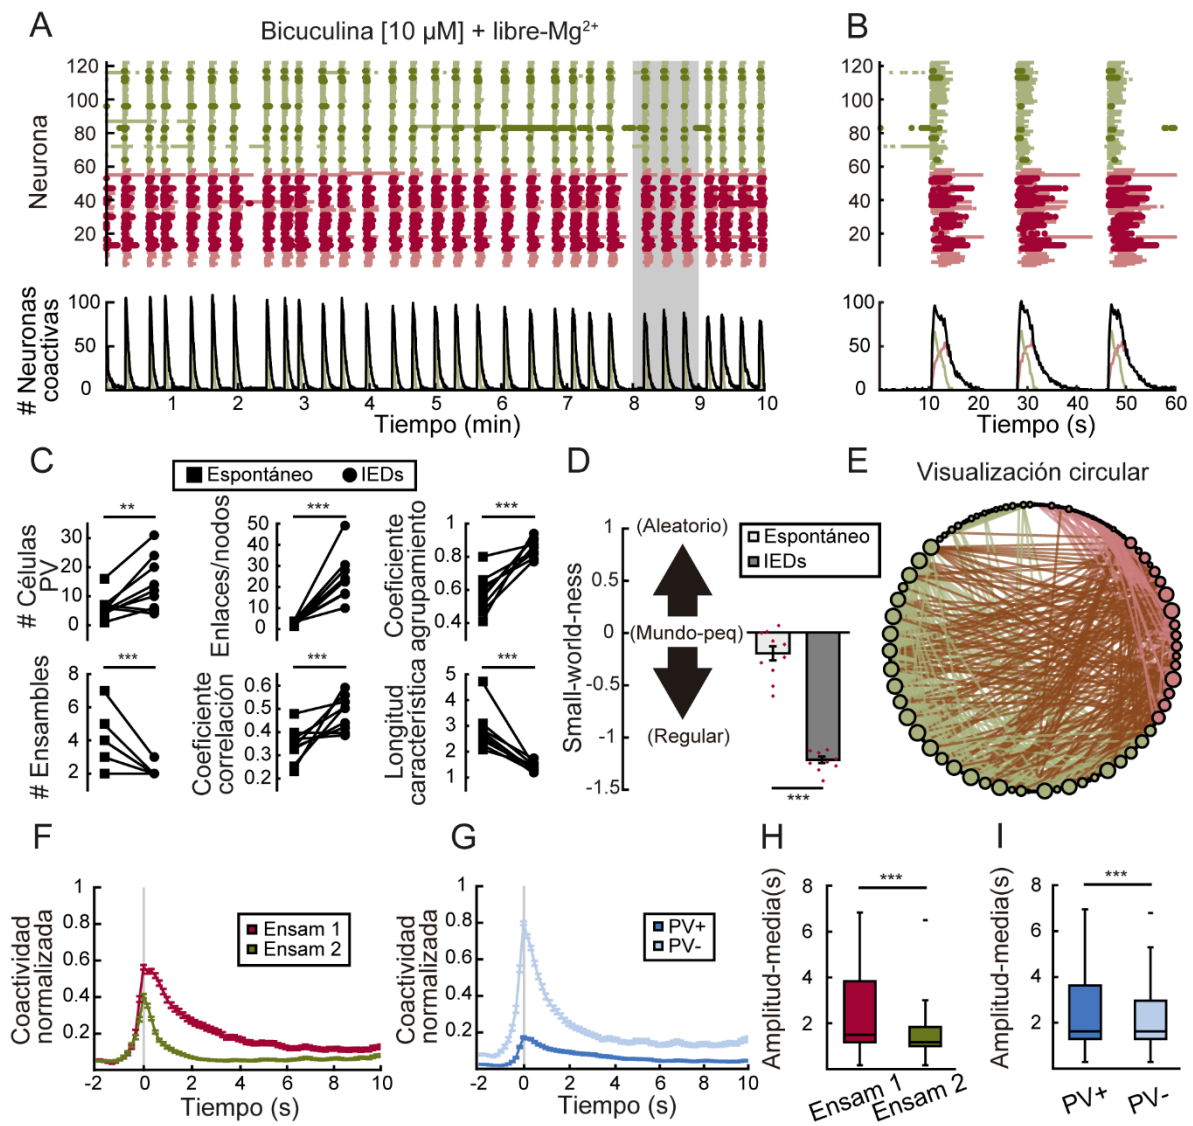 A
Bicuculina [10 µM] + libre-Mg²⁺
Neurona
120
100
80
60
40
20
# Neuronas
coactivas
100
50
0
1 2 3 4 5 6 7 8 9 10
Tiempo (min)
B
120
100
80
60
40
20
100
50
0
10 20 30 40 50 60
Tiempo (s)
C
Espontáneo IEDs
# Células
PV
**
30
20
10
0
Enlaces/nodos
***
50
40
30
20
10
0
Coeficiente
agrupamiento
***
1
0.8
0.6
0.4
# Ensambles
***
8
6
4
2
Coeficiente
correlación
***
0.6
0.5
0.4
0.3
0.2
Longitud
característica
***
5
4
3
2
1
D
Small-world-ness
1
0.5
0
-0.5
-1
-1.5
(Aleatorio)
(Mundo-peq)
(Regular)
Espontáneo
IEDs
***
E
Visualización circular
F
Coactividad
normalizada
1
0.8
0.6
0.4
0.2
Ensam 1
Ensam 2
-2 0 2 4 6 8 10
Tiempo (s)
G
Coactividad
normalizada
1
0.8
0.6
0.4
0.2
PV+
PV-
-2 0 2 4 6 8 10
Tiempo (s)
H
Amplitud-media(s)
8
6
4
2
***
Ensam 1
Ensam 2
I
Amplitud-media(s)
8
6
4
2
***
PV+
PV-